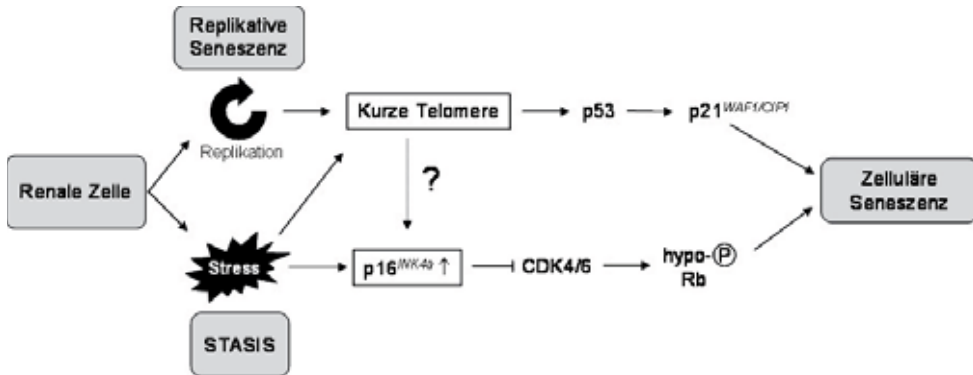 Replikative
Seneszenz
Kurze Telomere
p53
p21WAF1/CIP1
Replikation
Renale Zelle
?
Zelluläre
Seneszenz
Stress
p16INK4a ↑
CDK4/6
hypo-P
Rb
STASIS